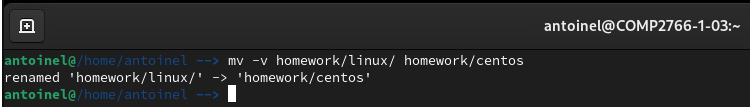 antoinel@COMP2766-1-03:~
antoinel@/home/antoinel --> mv -v homework/linux/ homework/centos
renamed 'homework/linux/' -> 'homework/centos'
antoinel@/home/antoinel -->